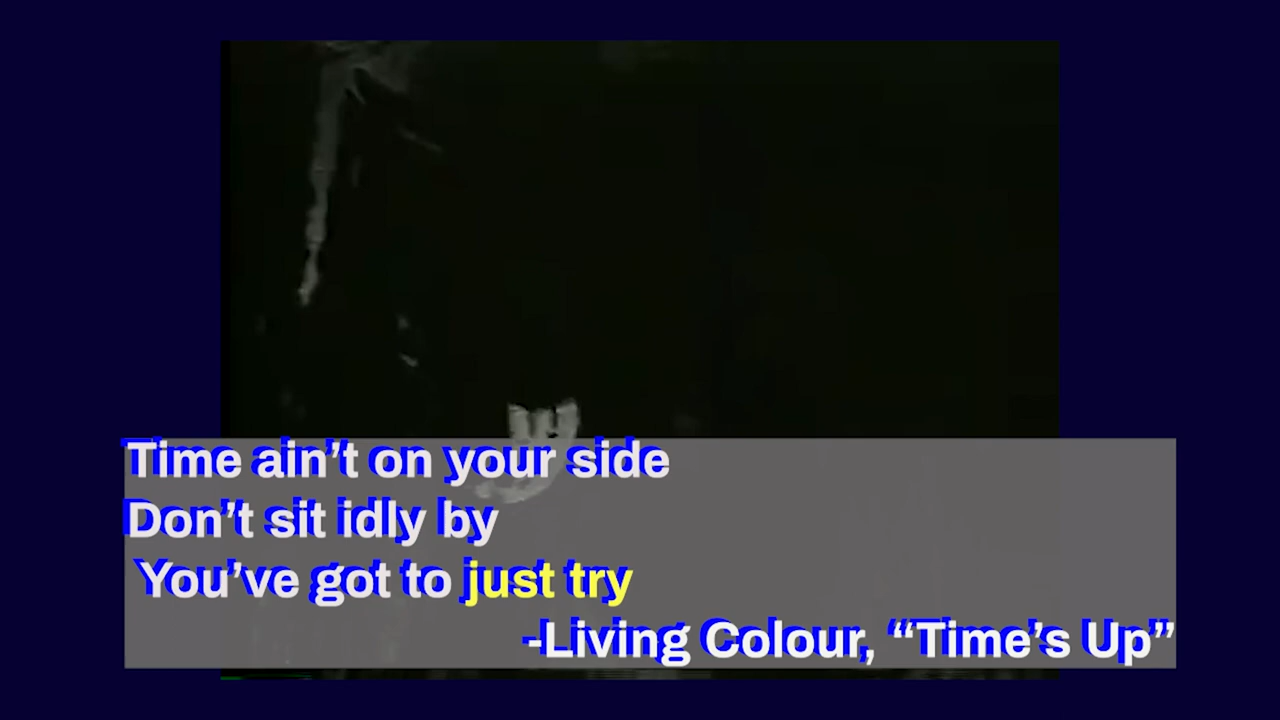 Time ain’t on your side
Don’t sit idly by
You’ve got to just try
-Living Colour, “Time’s Up”